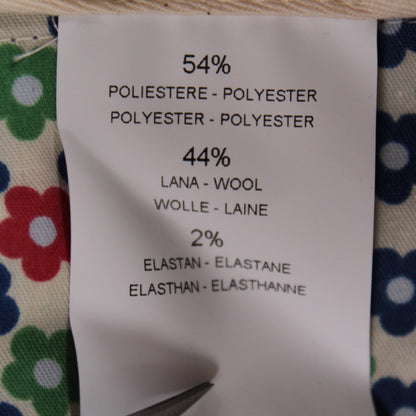 54%
POLIESTERE - POLYESTER
POLYESTER - POLYESTER
44%
LANA - WOOL
WOLLE - LAINE
2%
ELASTAN - ELASTANE
ELASTHAN - ELASTHANNE